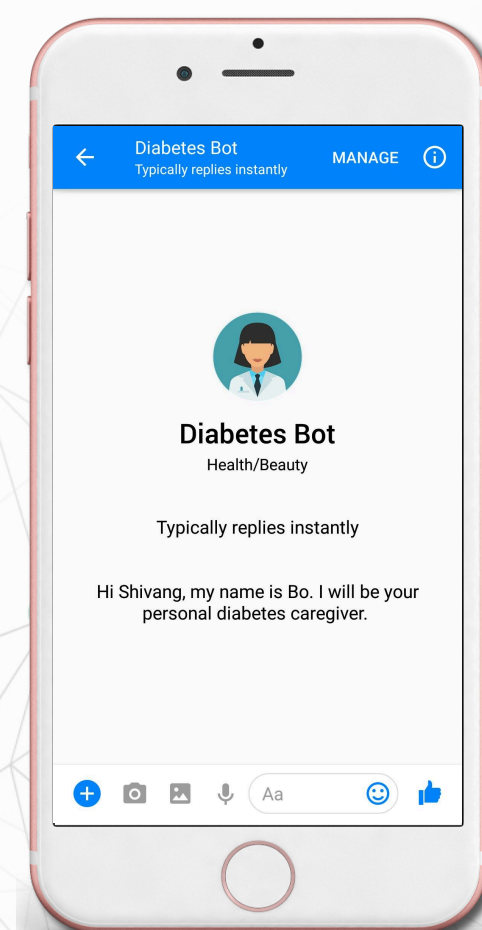 Diabetes Bot
Typically replies instantly
MANAGE
Diabetes Bot
Health/Beauty
Typically replies instantly
Hi Shivang, my name is Bo. I will be your
personal diabetes caregiver.
Aa